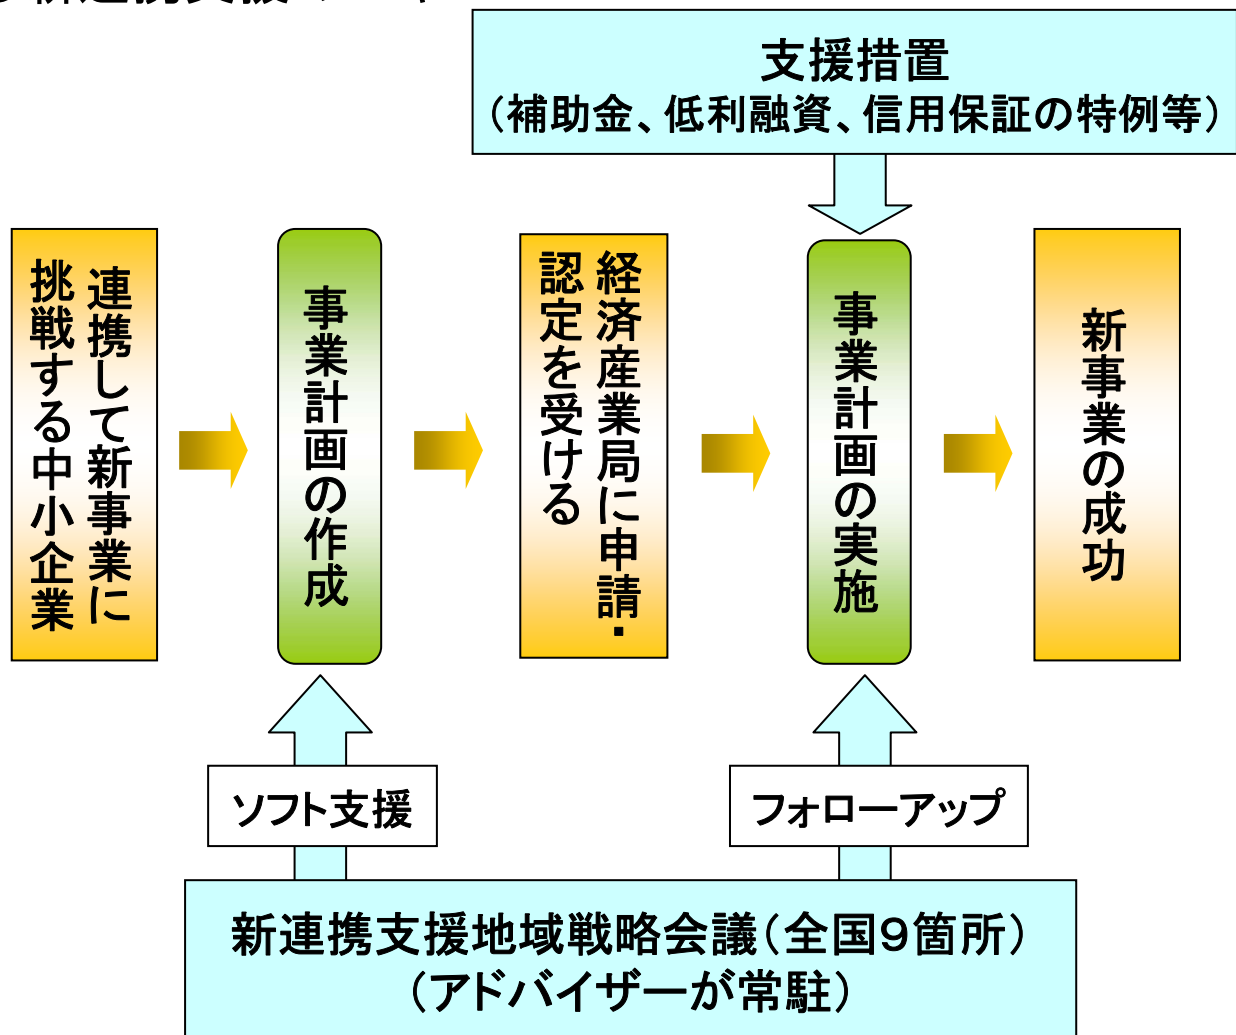 新連携支援
支援措置
（補助金、低利融資、信用保証の特例等）
連携して新事業に
挑戦する中小企業
事業計画の作成
経済産業局に申請・
認定を受ける
事業計画の実施
新事業の成功
ソフト支援
フォローアップ
新連携支援地域戦略会議（全国９箇所）
（アドバイザーが常駐）